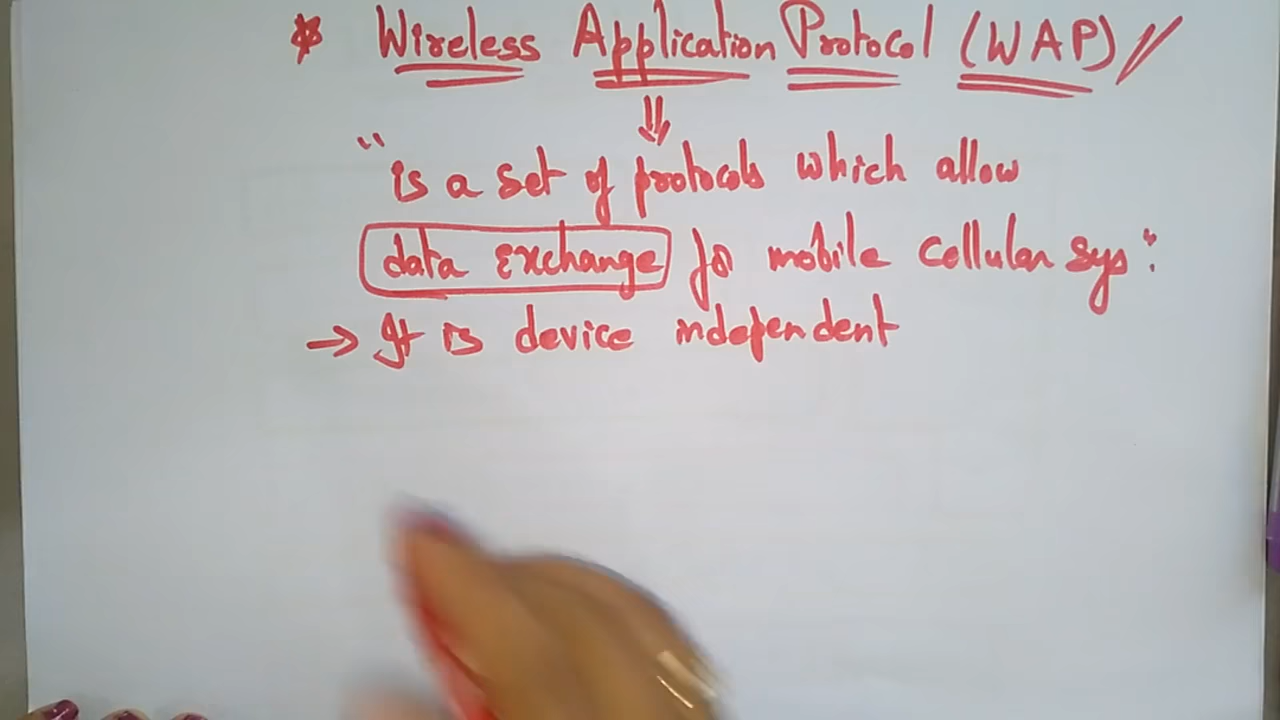 * Wireless Application Protocol (WAP) //
⇓
"is a set of protocols which allow
data exchange for mobile cellular sys".
→ It is device independent